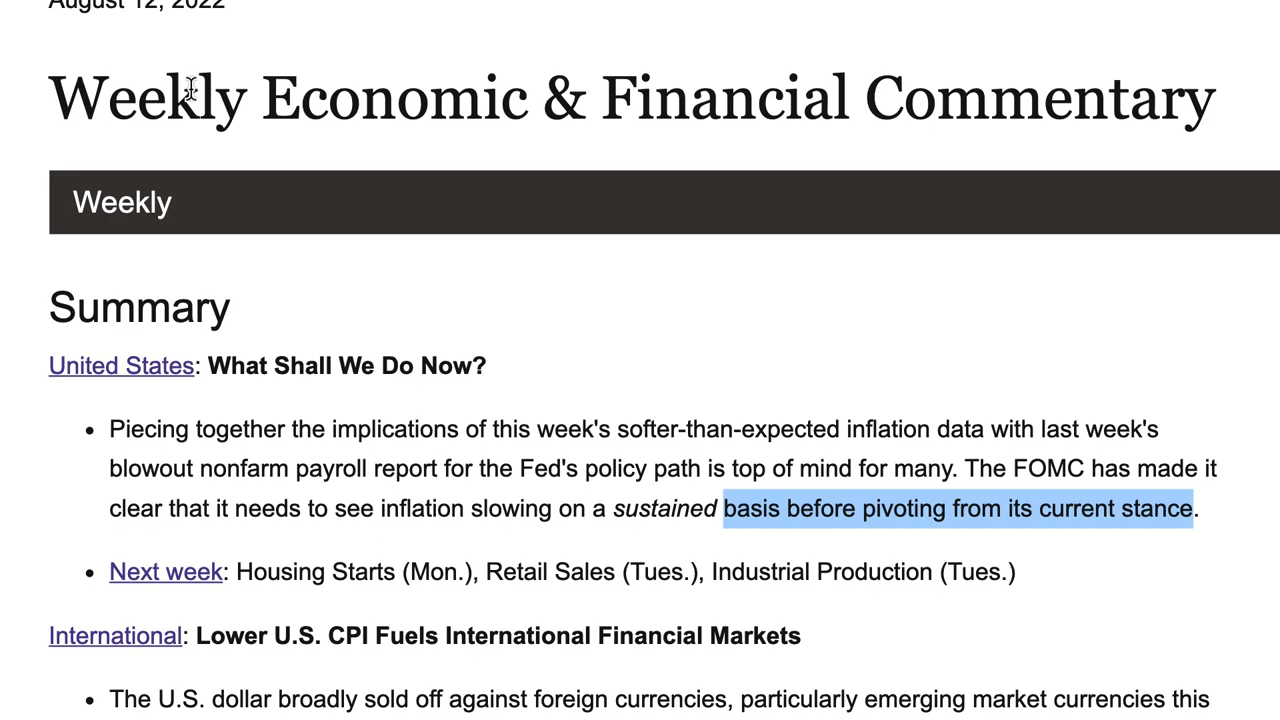 August 12, 2022
Weekly Economic & Financial Commentary
Weekly
Summary
United States: What Shall We Do Now?
• Piecing together the implications of this week's softer-than-expected inflation data with last week's
blowout nonfarm payroll report for the Fed's policy path is top of mind for many. The FOMC has made it
clear that it needs to see inflation slowing on a sustained basis before pivoting from its current stance.
• Next week: Housing Starts (Mon.), Retail Sales (Tues.), Industrial Production (Tues.)
International: Lower U.S. CPI Fuels International Financial Markets
• The U.S. dollar broadly sold off against foreign currencies, particularly emerging market currencies this